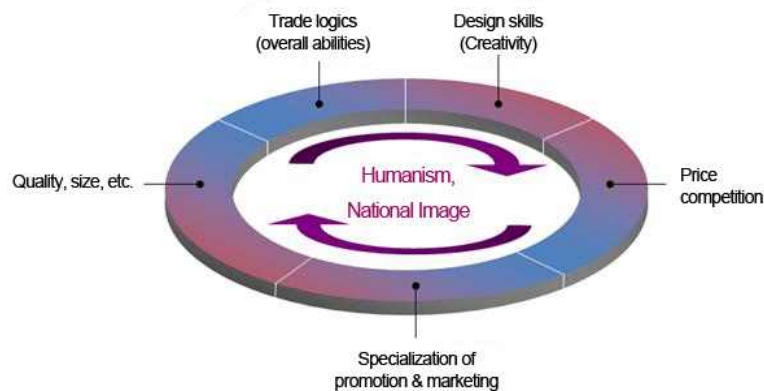 Trade logics
(overall abilities)
Design skills
(Creativity)
Quality, size, etc.
Humanism,
National Image
Price
competition
Specialization of
promotion & marketing